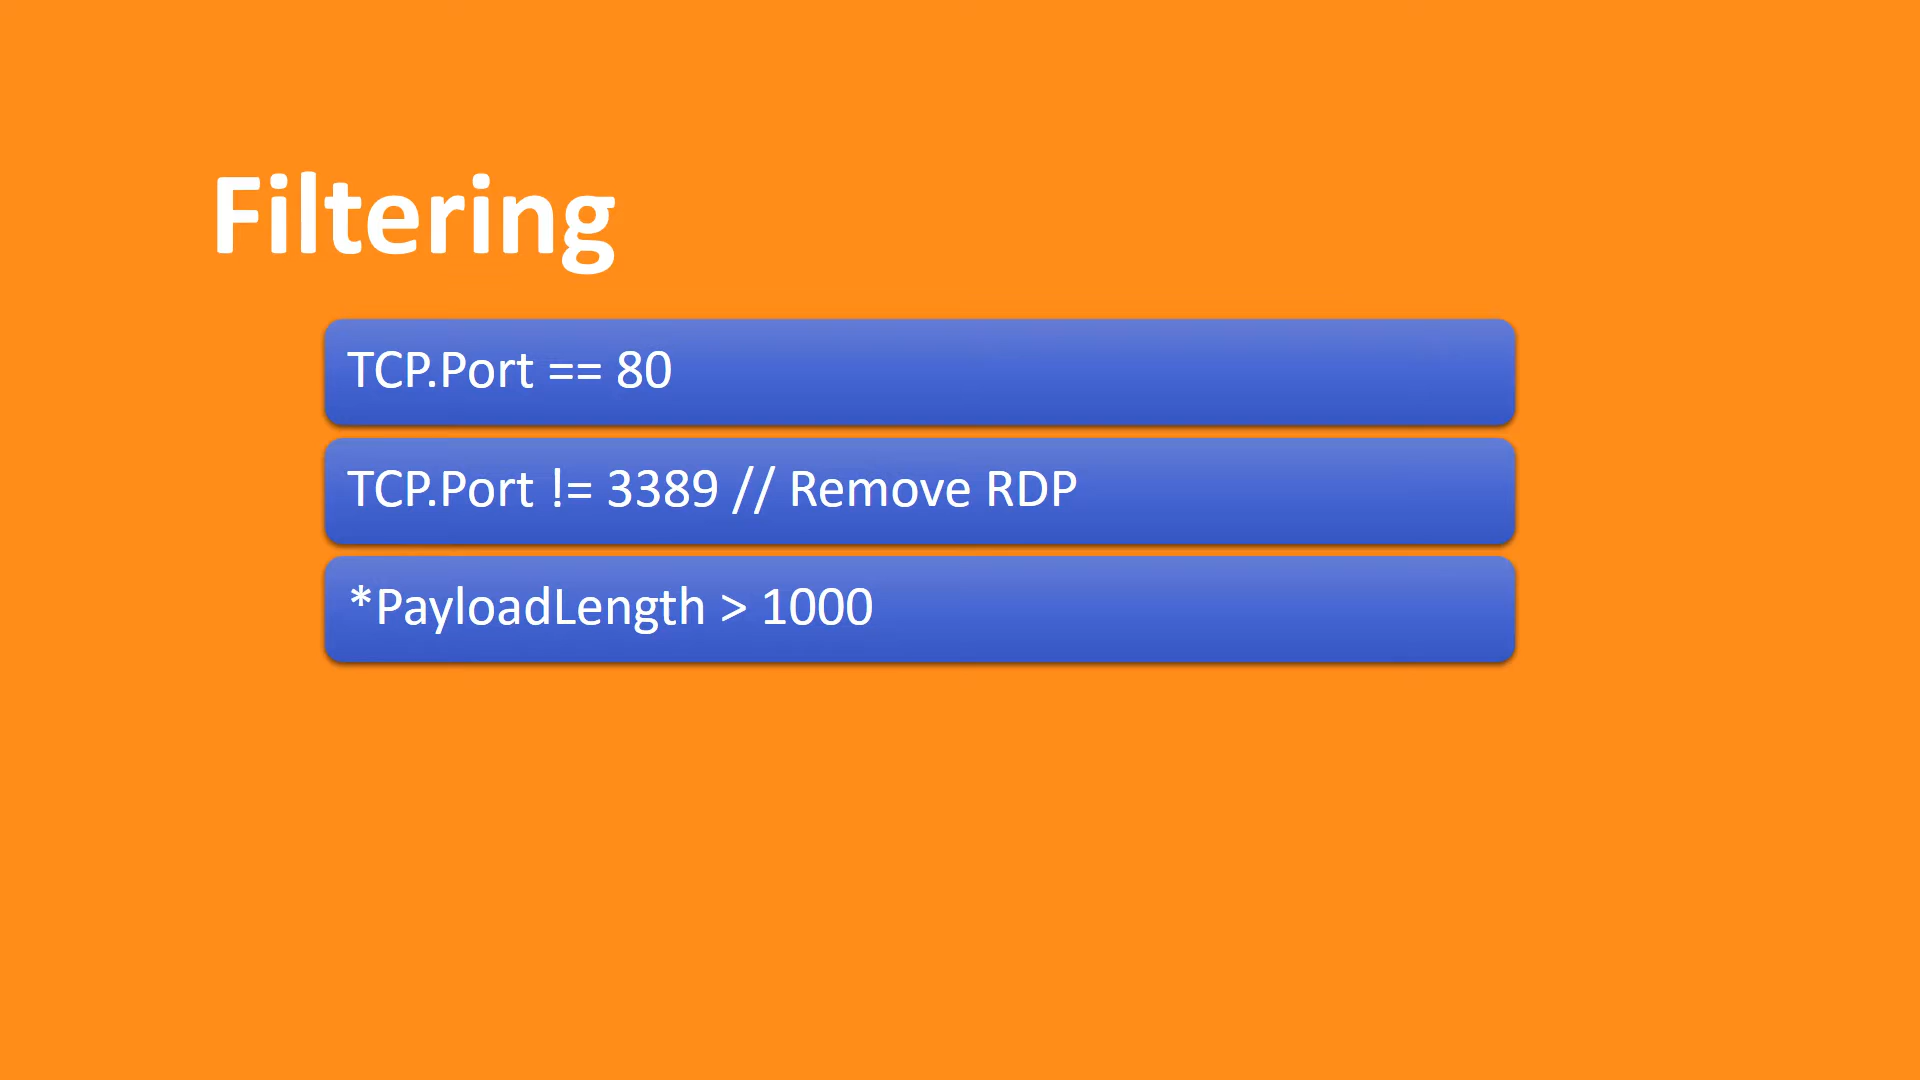 Filtering
TCP.Port == 80
TCP.Port != 3389 // Remove RDP
*PayloadLength > 1000